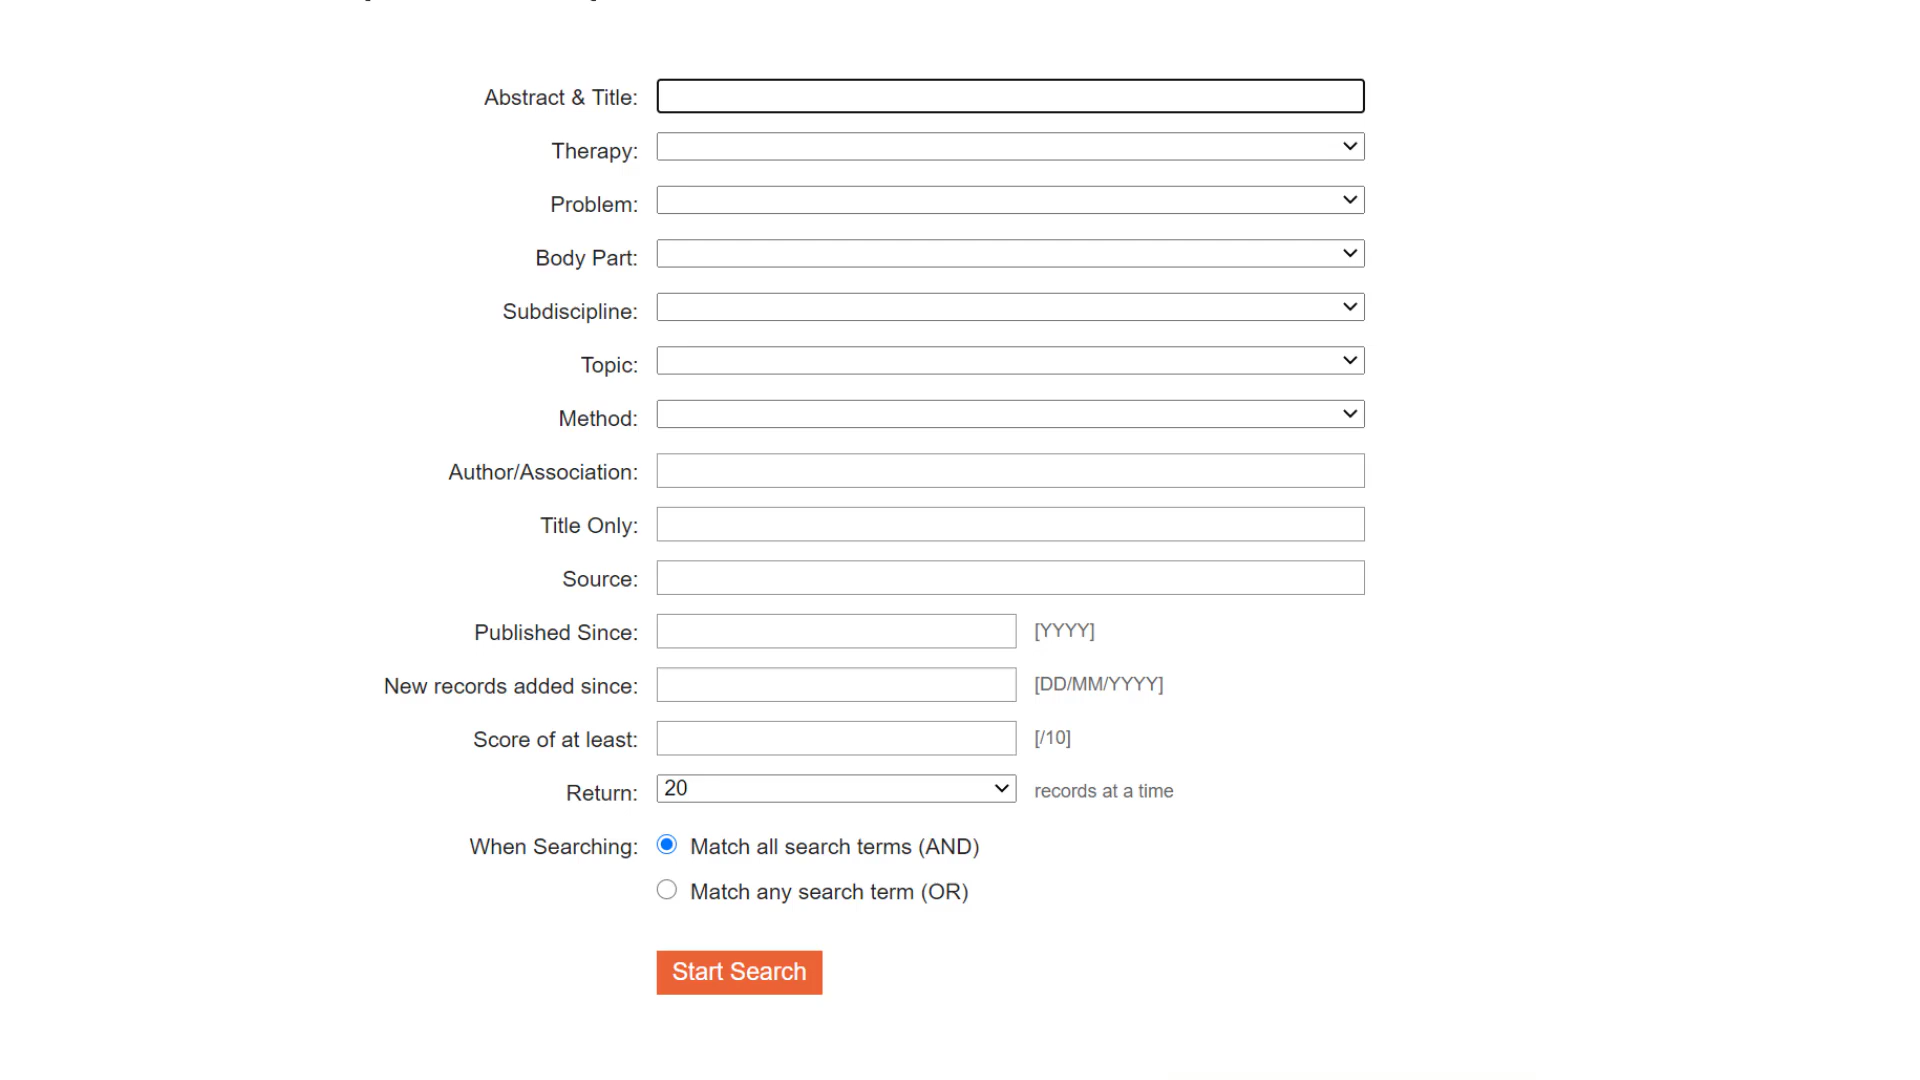 Abstract & Title:
Therapy:
Problem:
Body Part:
Subdiscipline:
Topic:
Method:
Author/Association:
Title Only:
Source:
Published Since: [YYYY]
New records added since: [DD/MM/YYYY]
Score of at least: [/10]
Return: 20 records at a time
When Searching: Match all search terms (AND)
Match any search term (OR)
Start Search